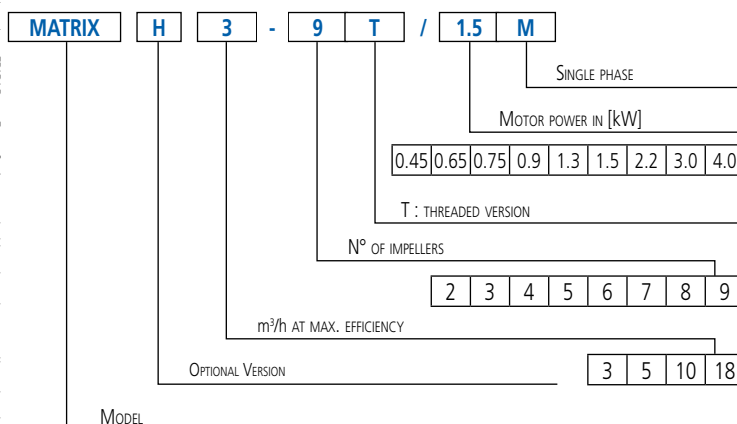 MATRIX H 3 - 9 T / 1.5 M
Single phase
Motor power in [kW]
0.45 0.65 0.75 0.9 1.3 1.5 2.2 3.0 4.0
T : threaded version
N° of impellers
2 3 4 5 6 7 8 9
m³/h at max. efficiency
3 5 10 18
Optional Version
Model